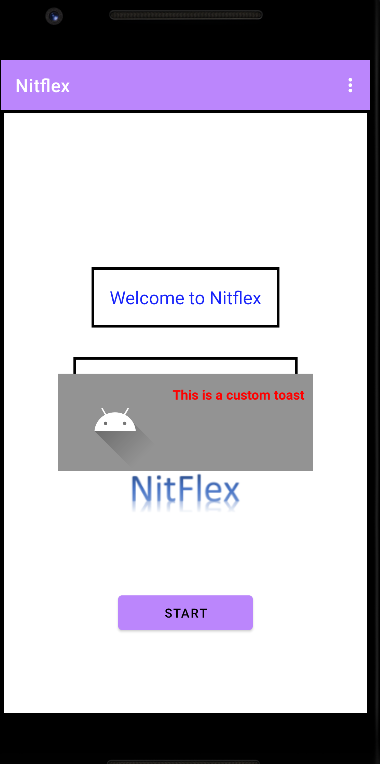 Nitflex
Welcome to Nitflex
This is a custom toast
NitFlex
START